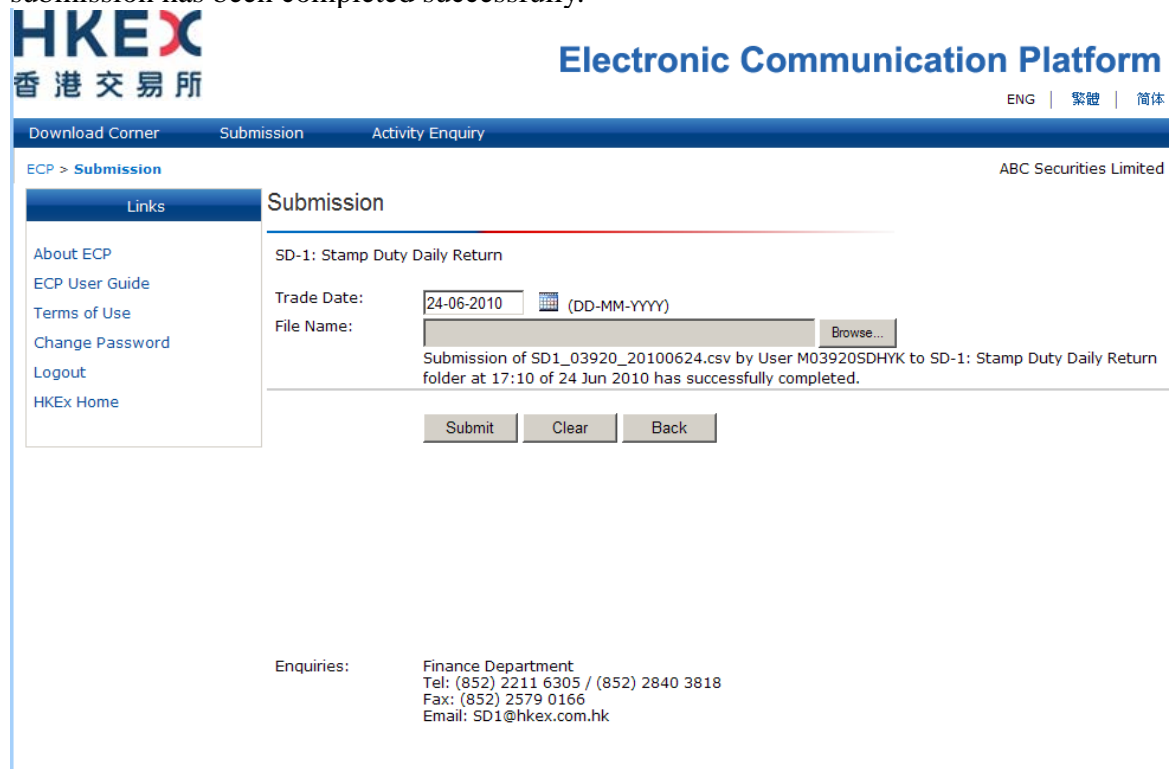 submission has been completed successfully.
HKEX
香港交易所
Electronic Communication Platform
ENG | 繁體 | 简体
Download Corner Submission Activity Enquiry
ECP > Submission
ABC Securities Limited
Links
About ECP
ECP User Guide
Terms of Use
Change Password
Logout
HKEx Home
Submission
SD-1: Stamp Duty Daily Return
Trade Date: 24-06-2010 (DD-MM-YYYY)
File Name: Browse...
Submission of SD1_03920_20100624.csv by User M03920SDHYK to SD-1: Stamp Duty Daily Return
folder at 17:10 of 24 Jun 2010 has successfully completed.
Submit Clear Back
Enquiries: Finance Department
Tel: (852) 2211 6305 / (852) 2840 3818
Fax: (852) 2579 0166
Email: SD1@hkex.com.hk